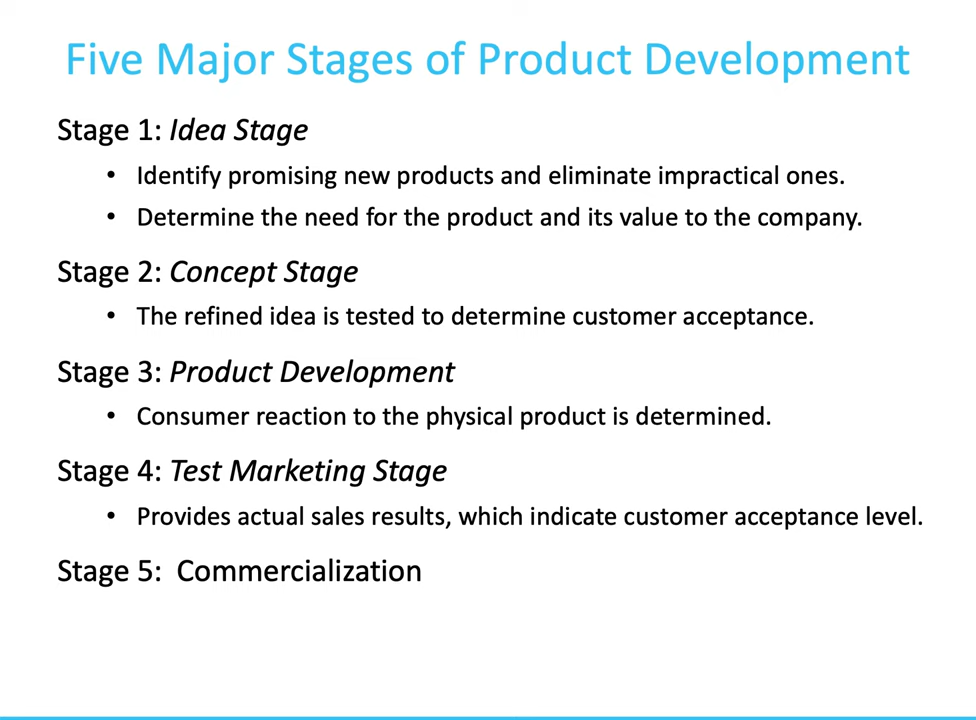 Five Major Stages of Product Development
Stage 1: Idea Stage
• Identify promising new products and eliminate impractical ones.
• Determine the need for the product and its value to the company.
Stage 2: Concept Stage
• The refined idea is tested to determine customer acceptance.
Stage 3: Product Development
• Consumer reaction to the physical product is determined.
Stage 4: Test Marketing Stage
• Provides actual sales results, which indicate customer acceptance level.
Stage 5: Commercialization